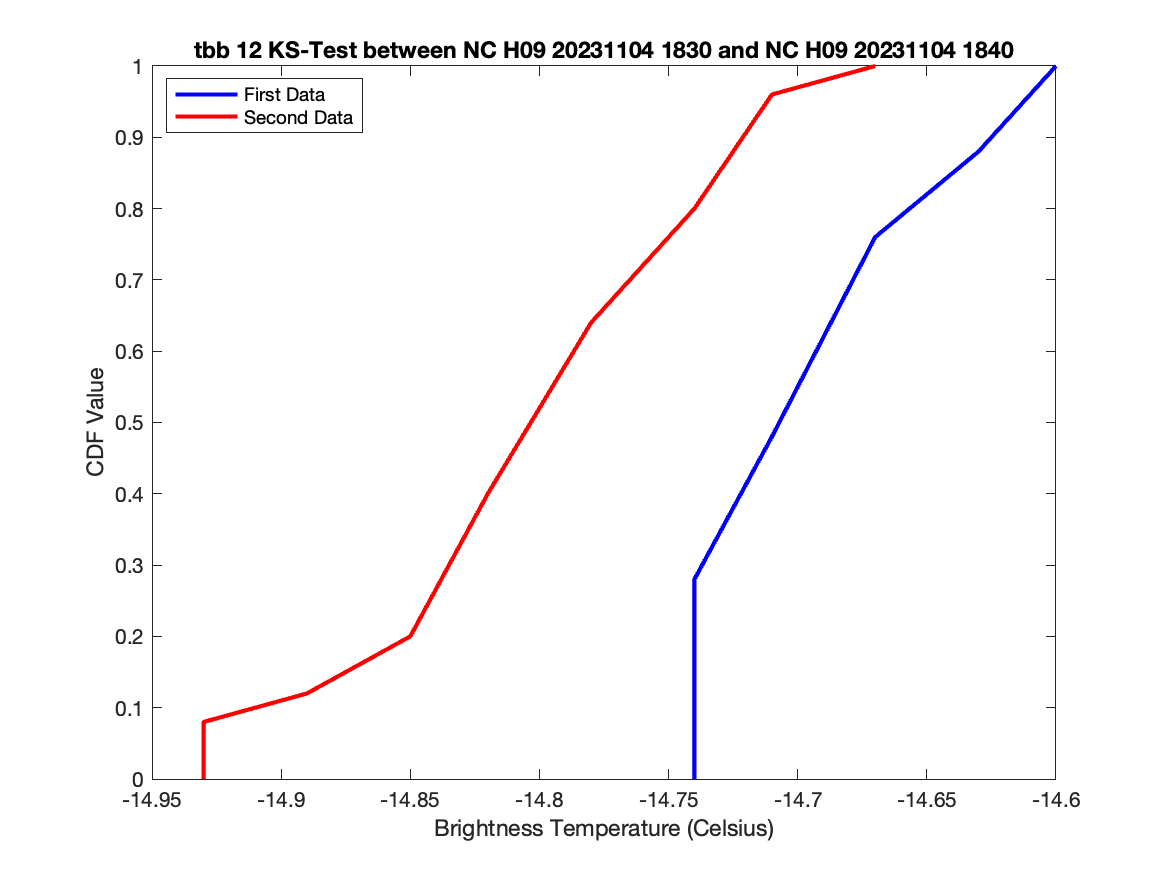 tbb 12 KS-Test between NC H09 20231104 1830 and NC H09 20231104 1840
First Data
Second Data
1
0.9
0.8
0.7
0.6
0.5
0.4
0.3
0.2
0.1
0
CDF Value
-14.95 -14.9 -14.85 -14.8 -14.75 -14.7 -14.65 -14.6
Brightness Temperature (Celsius)